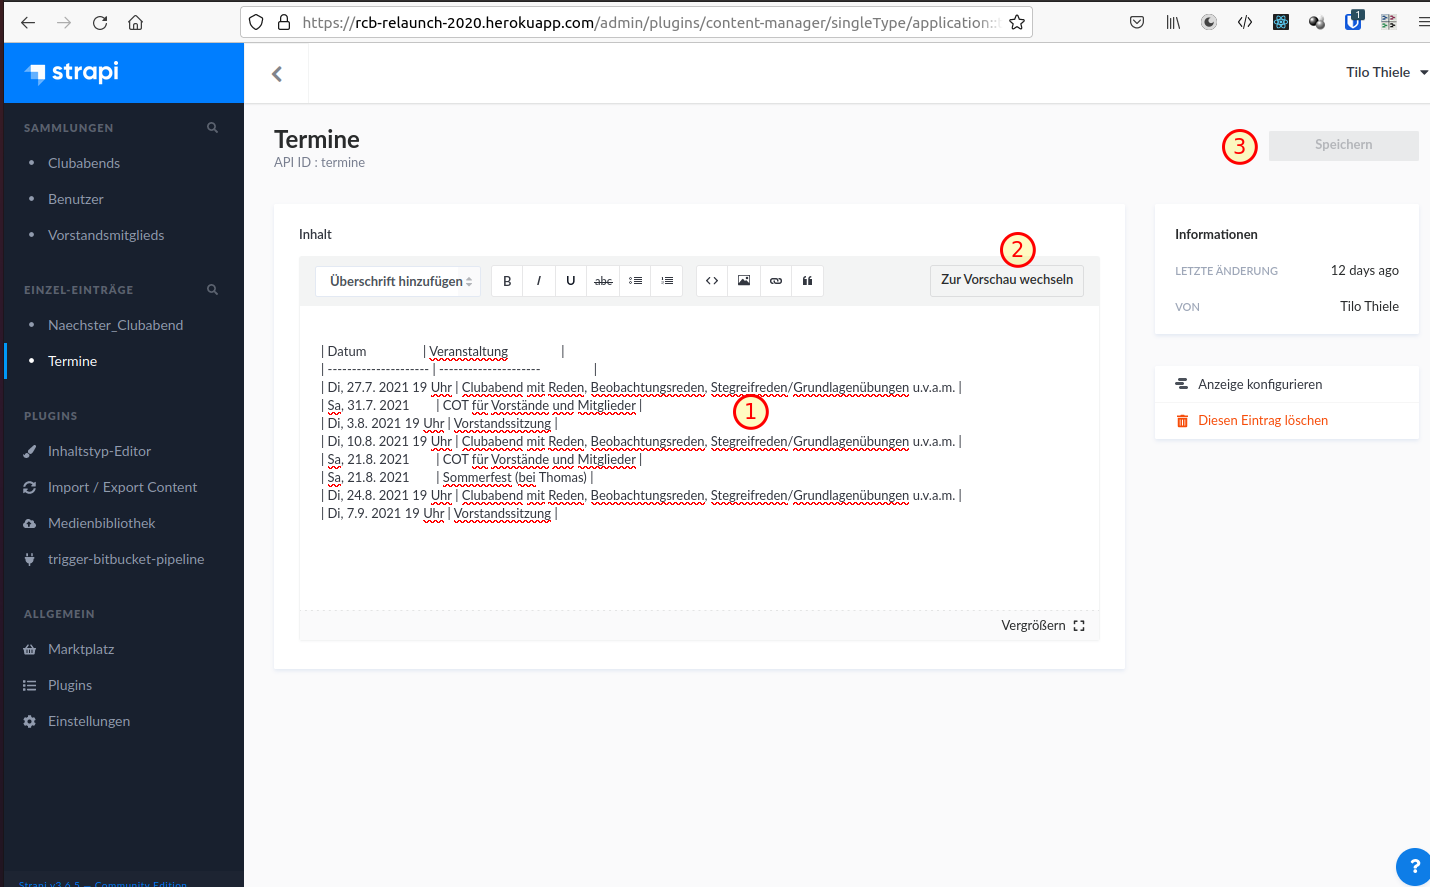 https://rcb-relaunch-2020.herokuapp.com/admin/plugins/content-manager/singleType/application::
1
strapi
Tilo Thiele
SAMMLUNGEN
Clubabends
Benutzer
Vorstandsmitglieds
EINZEL-EINTRÄGE
Naechster_Clubabend
Termine
PLUGINS
Inhaltstyp-Editor
Import / Export Content
Medienbibliothek
trigger-bitbucket-pipeline
ALLGEMEIN
Marktplatz
Plugins
Einstellungen
Strapi v3.6.5 — Community Edition
Termine
API ID : termine
3
Speichern
Inhalt
2
Überschrift hinzufügen
B I U abc
Zur Vorschau wechseln
| Datum | Veranstaltung |
| --------------------- | --------------------- |
| Di, 27.7. 2021 19 Uhr | Clubabend mit Reden, Beobachtungsreden, Stegreifreden/Grundlagenübungen u.v.a.m. |
| Sa, 31.7. 2021 | COT für Vorstände und Mitglieder |
1
| Di, 3.8. 2021 19 Uhr | Vorstandssitzung |
| Di, 10.8. 2021 19 Uhr | Clubabend mit Reden, Beobachtungsreden, Stegreifreden/Grundlagenübungen u.v.a.m. |
| Sa, 21.8. 2021 | COT für Vorstände und Mitglieder |
| Sa, 21.8. 2021 | Sommerfest (bei Thomas) |
| Di, 24.8. 2021 19 Uhr | Clubabend mit Reden, Beobachtungsreden, Stegreifreden/Grundlagenübungen u.v.a.m. |
| Di, 7.9. 2021 19 Uhr | Vorstandssitzung |
Vergrößern
Informationen
LETZTE ÄNDERUNG 12 days ago
VON Tilo Thiele
Anzeige konfigurieren
Diesen Eintrag löschen
?